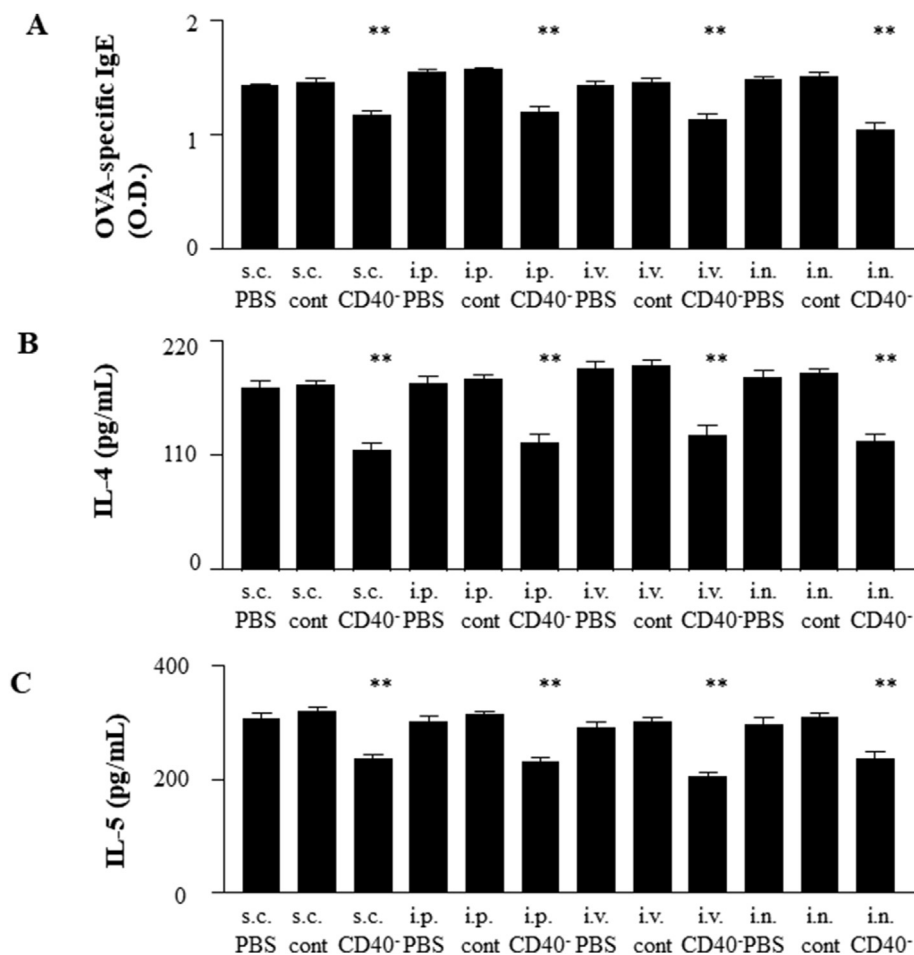 A
OVA-specific IgE
(O.D.)
2
1
0
** ** ** **
s.c. s.c. s.c. i.p. i.p. i.p. i.v. i.v. i.v. i.n. i.n. i.n.
PBS cont CD40- PBS cont CD40- PBS cont CD40- PBS cont CD40-
B
IL-4 (pg/mL)
220
110
0
** ** ** **
s.c. s.c. s.c. i.p. i.p. i.p. i.v. i.v. i.v. i.n. i.n. i.n.
PBS cont CD40- PBS cont CD40- PBS cont CD40- PBS cont CD40-
C
IL-5 (pg/mL)
400
200
0
** ** ** **
s.c. s.c. s.c. i.p. i.p. i.p. i.v. i.v. i.v. i.n. i.n. i.n.
PBS cont CD40- PBS cont CD40- PBS cont CD40- PBS cont CD40-